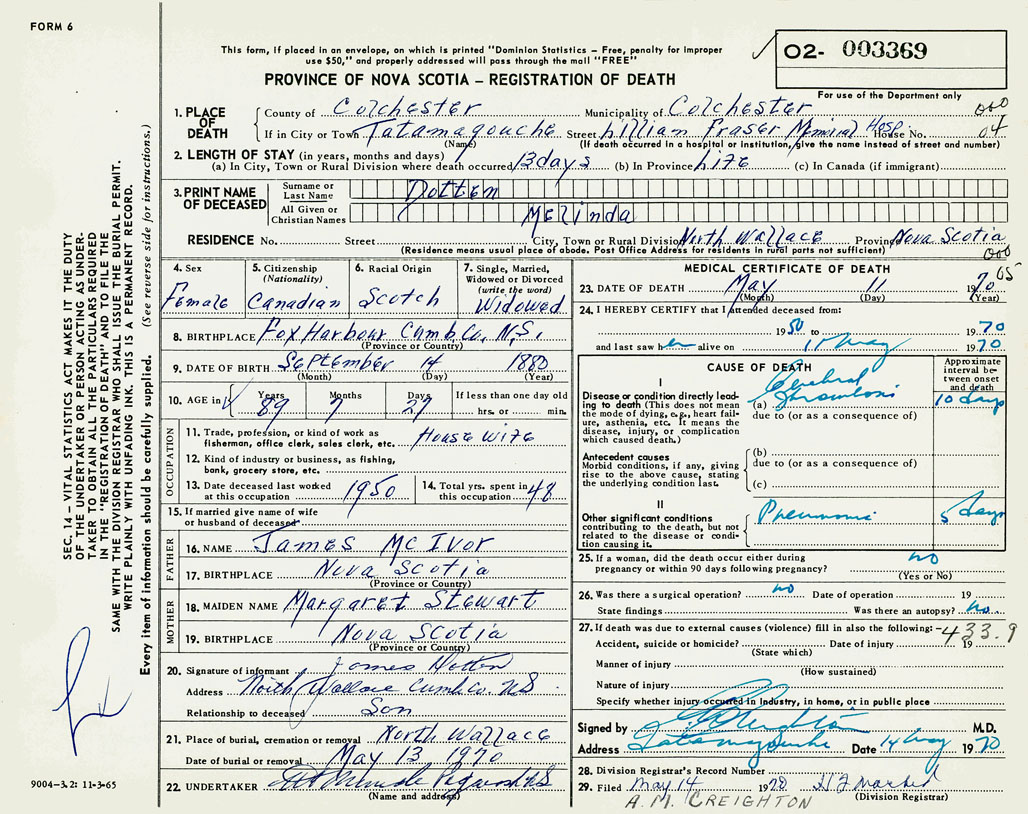 FORM 6
This form, if placed in an envelope, on which is printed "Dominion Statistics – Free, penalty for improper
use $50," and properly addressed will pass through the mail "FREE"
O2- 003369
PROVINCE OF NOVA SCOTIA – REGISTRATION OF DEATH
For use of the Department only
1. PLACE OF DEATH
County of Colchester Municipality of Colchester
If in City or Town Tatamagouche Street Lillian Fraser Memorial Hosp House No. 04
(Name) (If death occurred in a hospital or institution, give the name instead of street and number)
2. LENGTH OF STAY (in years, months and days)
(a) In City, Town or Rural Division where death occurred 13 days (b) In Province Life (c) In Canada (if immigrant)
3. PRINT NAME OF DECEASED
Surname or Last Name Dotten
All Given or Christian Names Melinda
RESIDENCE No. Street City, Town or Rural Division North Wallace Province Nova Scotia
(Residence means usual place of abode. Post Office Address for residents in rural parts not sufficient)
4. Sex
Female
5. Citizenship (Nationality)
Canadian
6. Racial Origin
Scotch
7. Single, Married, Widowed or Divorced (write the word)
Widowed
8. BIRTHPLACE Fox Harbour Cumb. Co. N.S.
(Province or Country)
9. DATE OF BIRTH September 14 1880
(Month) (Day) (Year)
10. AGE in Years 89 Months 7 Days 27 If less than one day old
hrs. or min.
OCCUPATION
11. Trade, profession, or kind of work as
fisherman, office clerk, sales clerk, etc. House Wife
12. Kind of industry or business, as fishing,
bank, grocery store, etc.
13. Date deceased last worked
at this occupation 1950
14. Total yrs. spent in
this occupation 48
15. If married give name of wife
or husband of deceased
FATHER
16. NAME James McIvor
17. BIRTHPLACE Nova Scotia
(Province or Country)
MOTHER
18. MAIDEN NAME Margaret Stewart
19. BIRTHPLACE Nova Scotia
(Province or Country)
20. Signature of informant James
Address North Wallace Cumb Co. NS
Relationship to deceased Son
21. Place of burial, cremation or removal North Wallace
Date of burial or removal May 13 1970
22. UNDERTAKER
(Name and address)
MEDICAL CERTIFICATE OF DEATH
23. DATE OF DEATH May 11 1970
(Month) (Day) (Year)
24. I HEREBY CERTIFY that I attended deceased from:
1950 to 1970
and last saw her alive on 11 May 1970
CAUSE OF DEATH
Approximate interval between onset and death
I
Disease or condition directly leading to death (This does not
mean the mode of dying, e.g., heart failure, asthenia, etc. It means the
disease, injury, or complication
which caused death.)
(a) Cerebral Thrombosis 10 days
due to (or as a consequence of)
Antecedent causes
Morbid conditions, if any, giving
rise to the above cause, stating
the underlying condition last.
(b)
due to (or as a consequence of)
(c)
II
Other significant conditions
contributing to the death, but not
related to the disease or condition causing it.
Pneumonia 5 days
25. If a woman, did the death occur either during
pregnancy or within 90 days following pregnancy? no
(Yes or No)
26. Was there a surgical operation? no Date of operation 19
State findings Was there an autopsy? no
27. If death was due to external causes (violence) fill in also the following: 433.9
Accident, suicide or homicide? Date of injury 19
(State which)
Manner of injury
(How sustained)
Nature of injury
Specify whether injury occurred in industry, in home, or in public place
Signed by M.D.
Address Tatamagouche Date 14 May 1970
28. Division Registrar's Record Number
29. Filed May 14 1970
(Division Registrar)
A.M. CREIGHTON
SEC. 14 – VITAL STATISTICS ACT MAKES IT THE DUTY
OF THE UNDERTAKER OR PERSON ACTING AS UNDER-
TAKER TO OBTAIN ALL THE PARTICULARS REQUIRED
IN THE "REGISTRATION OF DEATH" AND TO FILE THE
SAME WITH THE DIVISION REGISTRAR WHO SHALL ISSUE THE BURIAL PERMIT.
WRITE PLAINLY WITH UNFADING INK. THIS IS A PERMANENT RECORD.
Every item of information should be carefully supplied. (See reverse side for instructions.)
9004–3.2: 11-3-65